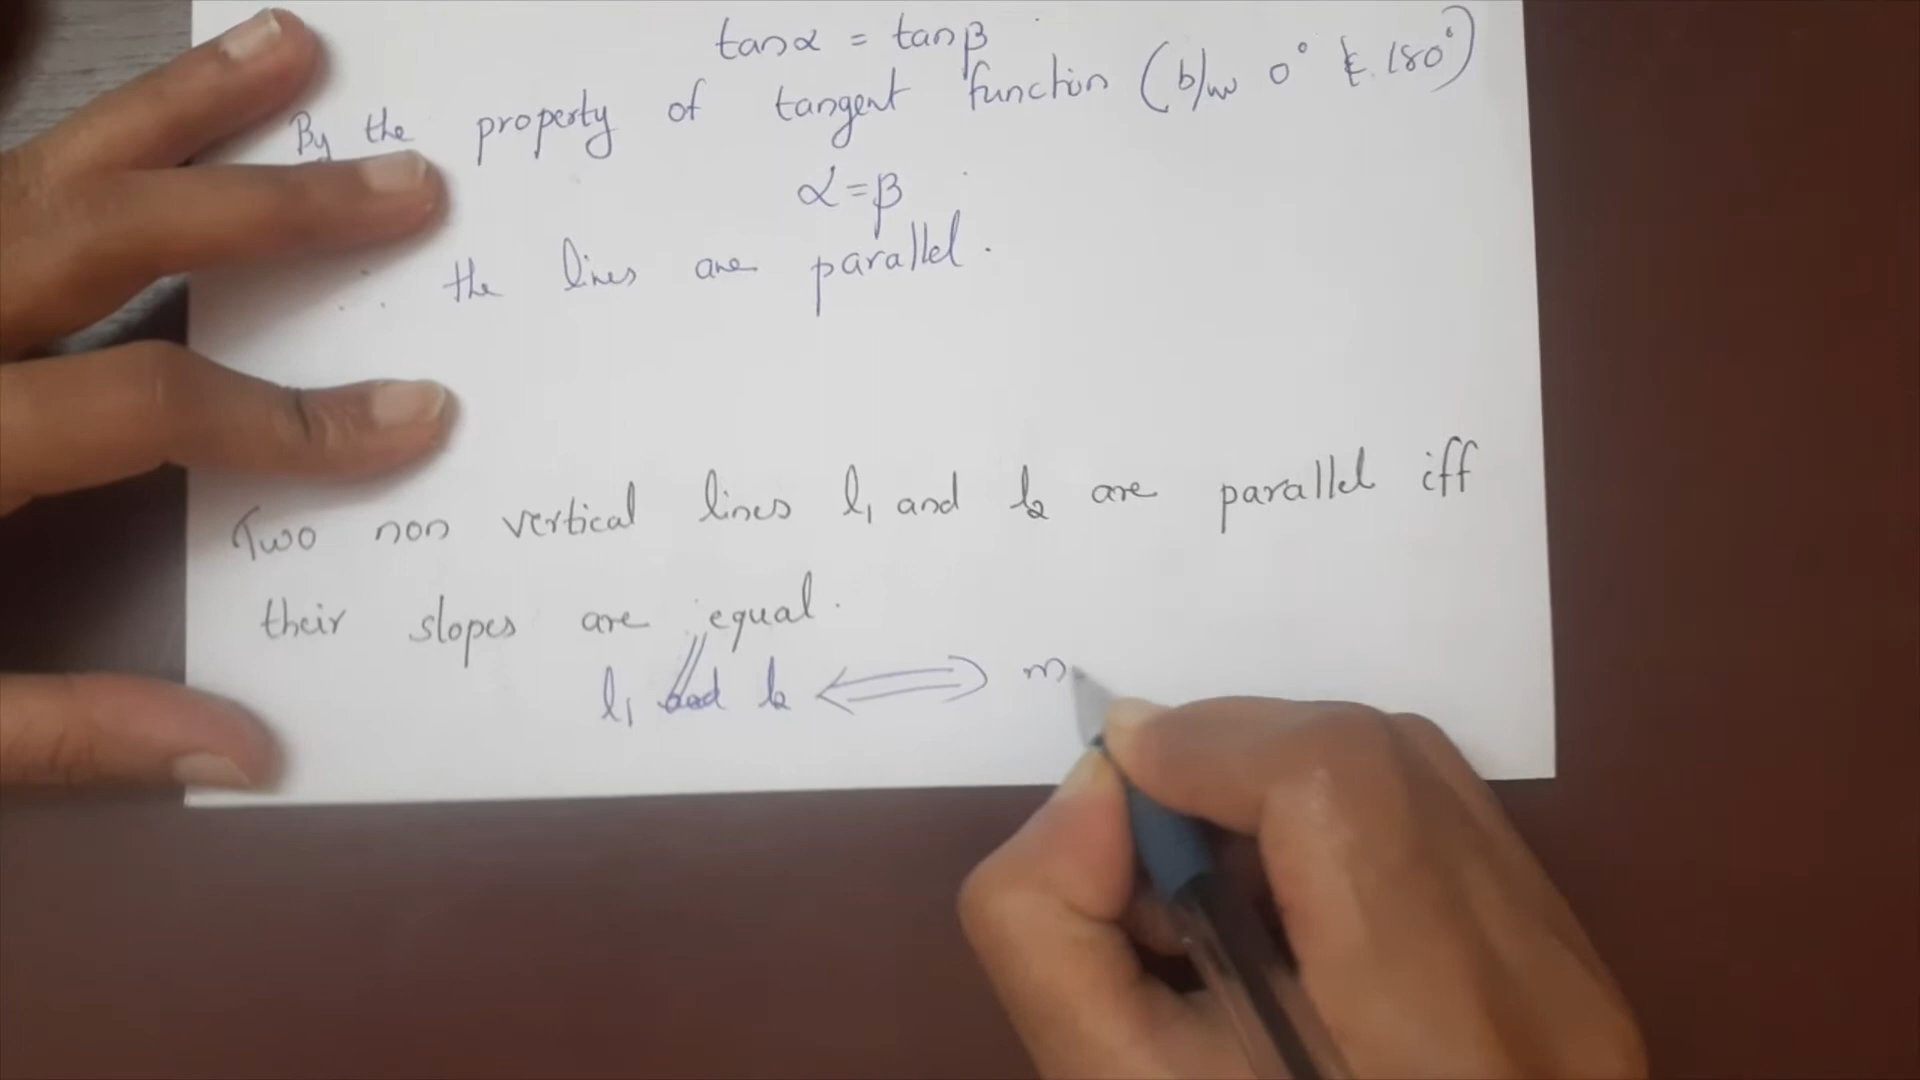 tanα = tanβ
By the property of tangent function (b/w 0° & 180°)
α = β
∴ the lines are parallel.
Two non vertical lines l₁ and l₂ are parallel iff
their slopes are equal.
l₁ // l₂ ⟺ m